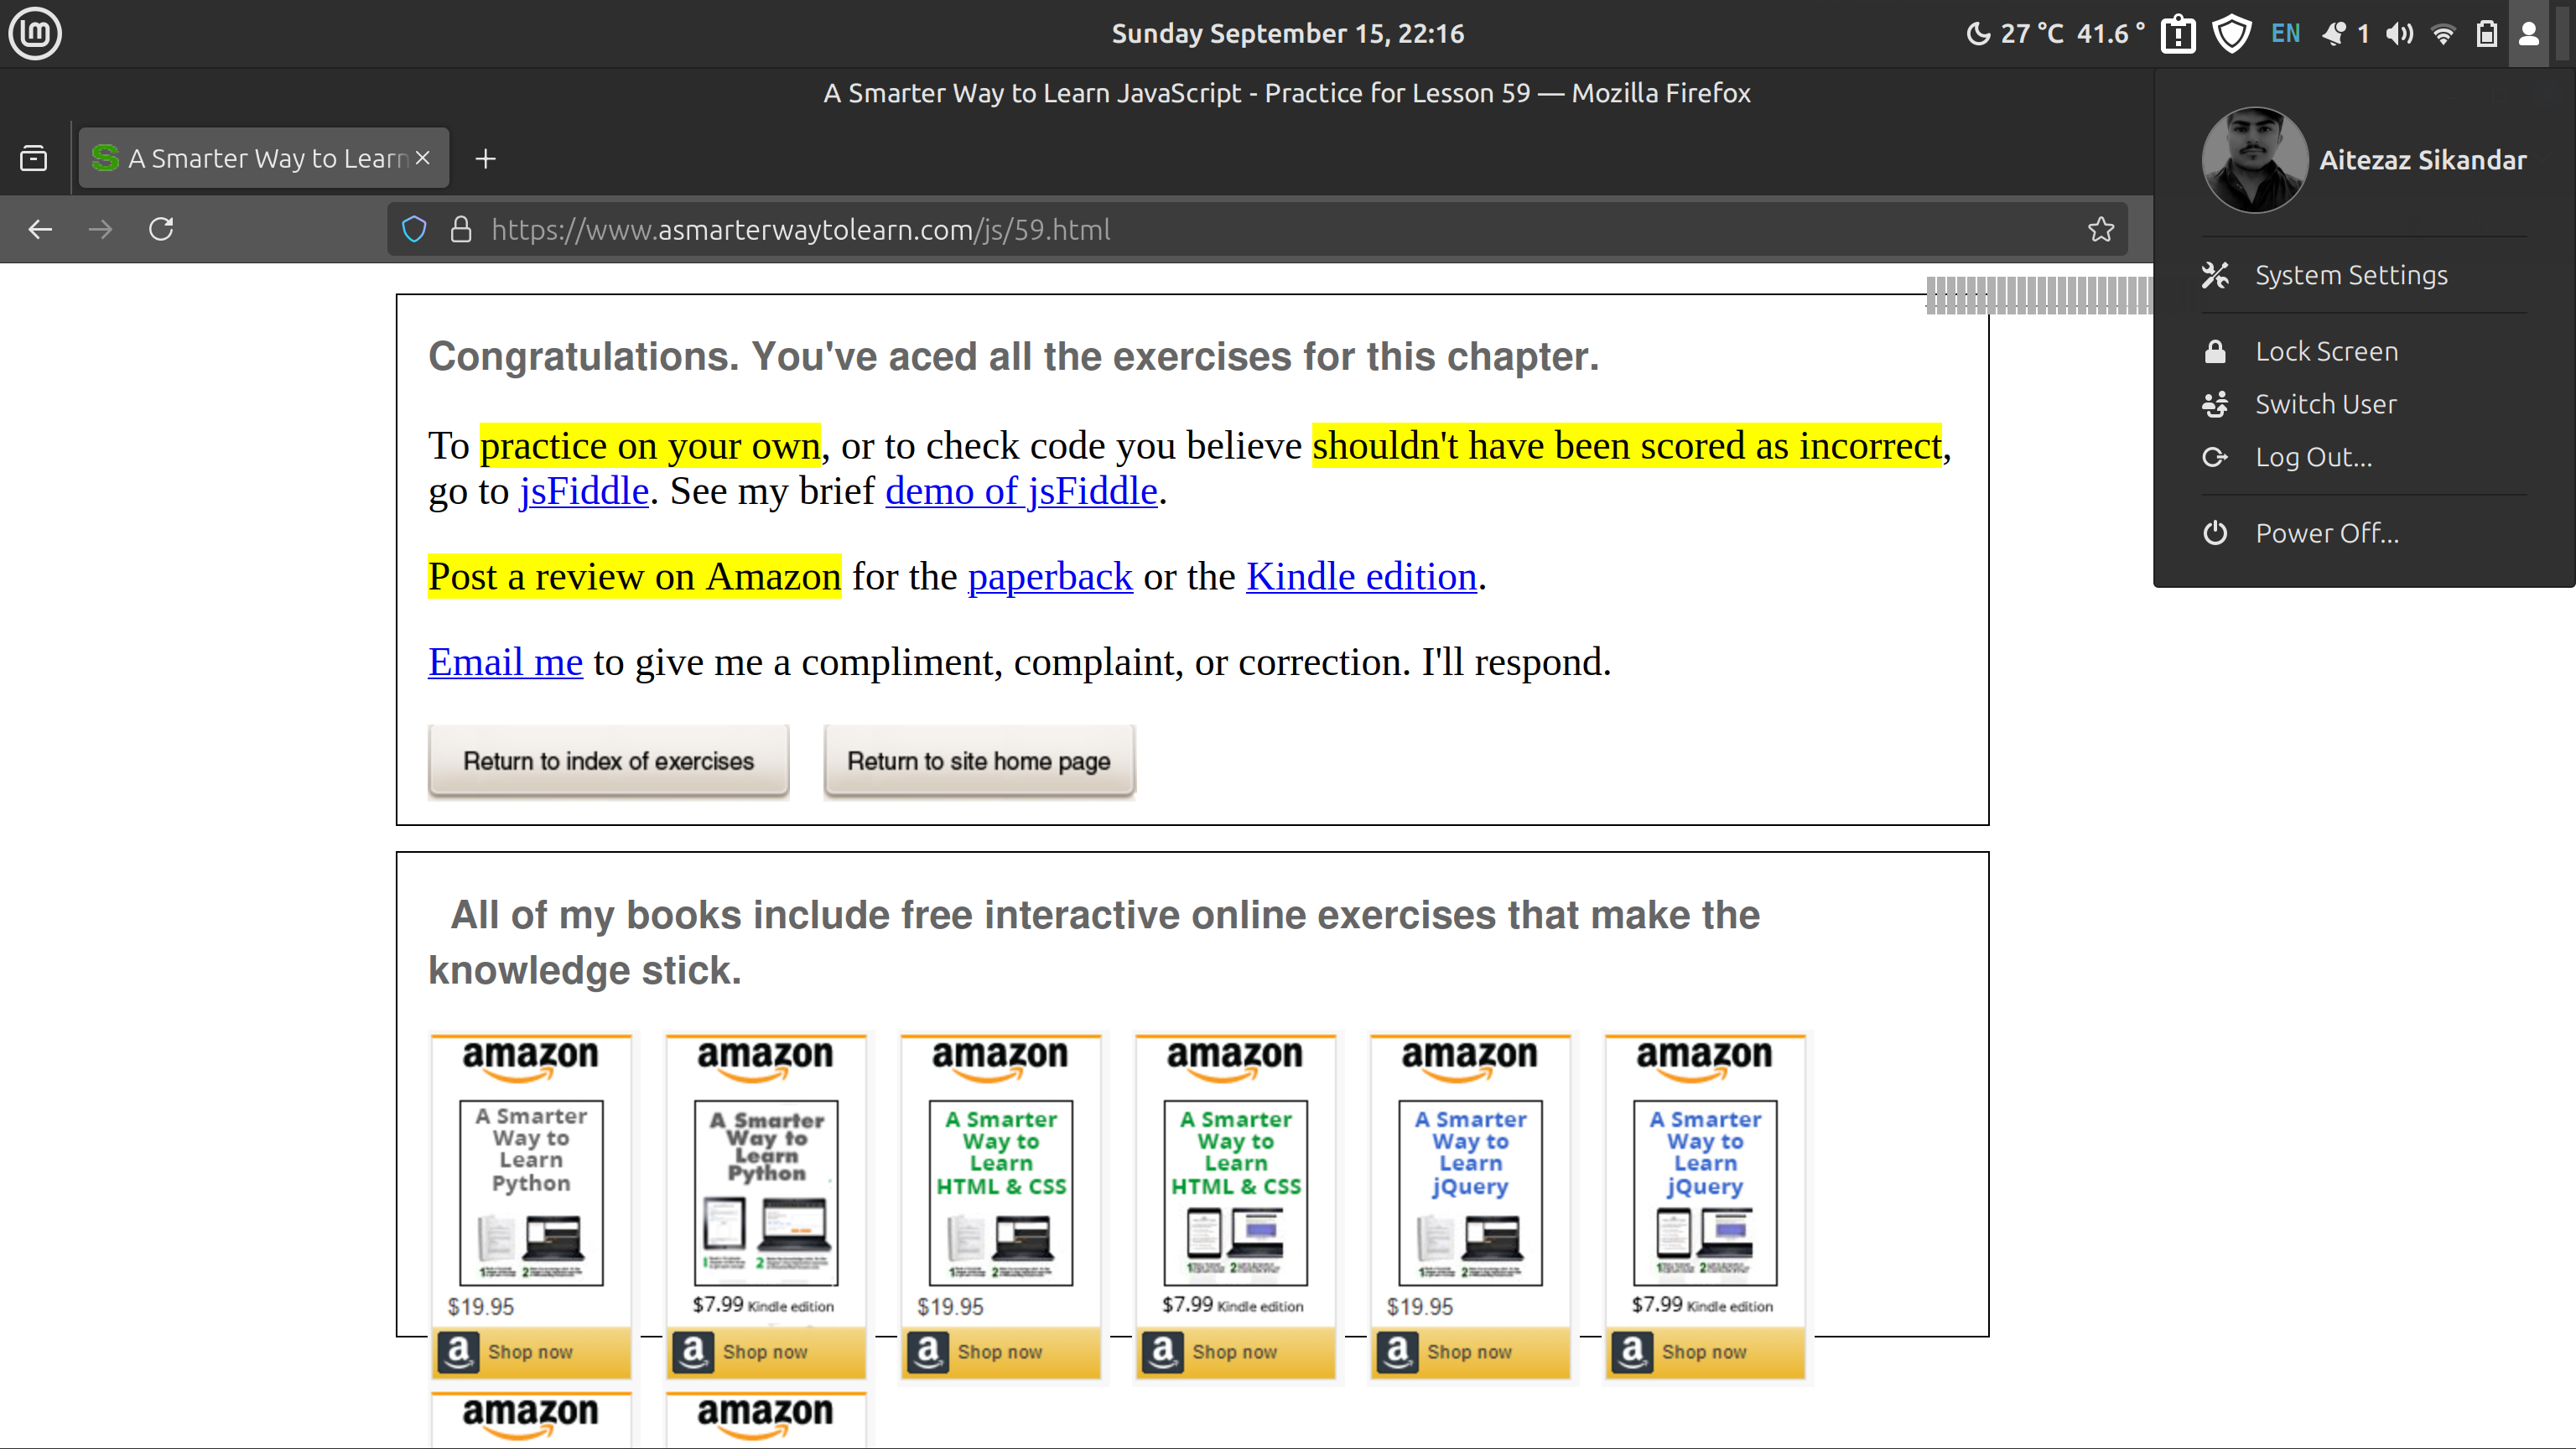 Sunday September 15, 22:16
27 °C 41.6 °
EN
1
A Smarter Way to Learn JavaScript - Practice for Lesson 59 — Mozilla Firefox
A Smarter Way to Learn
https://www.asmarterwaytolearn.com/js/59.html
Aitezaz Sikandar
System Settings
Lock Screen
Switch User
Log Out...
Power Off...
Congratulations. You've aced all the exercises for this chapter.
To practice on your own, or to check code you believe shouldn't have been scored as incorrect,
go to jsFiddle. See my brief demo of jsFiddle.
Post a review on Amazon for the paperback or the Kindle edition.
Email me to give me a compliment, complaint, or correction. I'll respond.
Return to index of exercises
Return to site home page
All of my books include free interactive online exercises that make the
knowledge stick.
amazon
A Smarter
Way to
Learn
Python
$19.95
Shop now
amazon
A Smarter
Way to
Learn
Python
$7.99 Kindle edition
Shop now
amazon
A Smarter
Way to
Learn
HTML & CSS
$19.95
Shop now
amazon
A Smarter
Way to
Learn
HTML & CSS
$7.99 Kindle edition
Shop now
amazon
A Smarter
Way to
Learn
jQuery
$19.95
Shop now
amazon
A Smarter
Way to
Learn
jQuery
$7.99 Kindle edition
Shop now
amazon
amazon